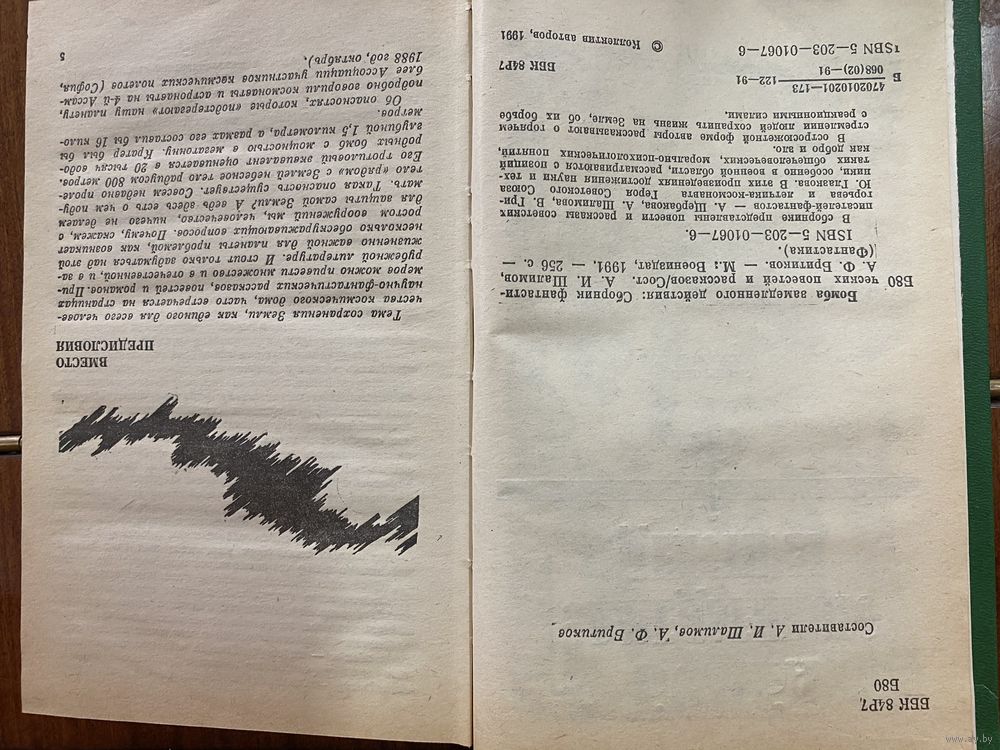 ББК 84Р7
Б80
Составители А. И. Шалимов, А. Ф. Бритиков
Бомба замедленного действия: Сборник фантасти-
Б80 ческих повестей и рассказов/Сост. А. И. Шалимов,
А. Ф. Бритиков. — М.: Воениздат, 1991. — 256 с. —
(Фантастика).
ISBN 5—203—01067—6.
В сборнике представлены повести и рассказы советских
писателей-фантастов — А. Щербакова, А. Шалимова, В. Гри-
горьева и летчика-космонавта Героя Советского Союза
Ю. Глазкова. В этих произведениях достижения науки и тех-
ники, особенно в военной области, рассматриваются с позиций
таких общечеловеческих, морально-психологических понятий,
как добро и зло.
В остросюжетной форме авторы рассказывают о горячем
стремлении людей сохранить жизнь на Земле, об их борьбе
с реакционными силами.
Б 4702010201—173
068(02)—91 122—91
ББК 84Р7
ISBN 5—203—01067—6
© Коллектив авторов, 1991
ВМЕСТО
ПРЕДИСЛОВИЯ
Тема сохранения Земли, как единого для всего челове-
чества космического дома, часто встречается на страницах
научно-фантастических рассказов, повестей и романов. При-
меров можно привести множество и в отечественной, и в за-
рубежной литературе. И стоит только задуматься над этой
жизненно важной для планеты проблемой, как возникает
несколько обескураживающих вопросов. Почему, скажем, с
ростом вооружений мы, человечество, ничего не делаем
для защиты самой Земли? А ведь здесь есть о чем поду-
мать. Такая опасность существует. Совсем недавно проле-
тело «рядом» с Землей небесное тело радиусом 800 метров.
Его тротиловый эквивалент оценивается в 20 тысяч водо-
родных бомб с мощностью в мегатонну. Кратер был бы
глубиной 1,5 километра, а размах его составил бы 16 кило-
метров.
Об опасностях, которые «подстерегают» нашу планету,
подробно говорили космонавты и астронавты на 4-й Ассам-
блее Ассоциации участников космических полетов (София,
1988 год, октябрь).
5
www.ay.by